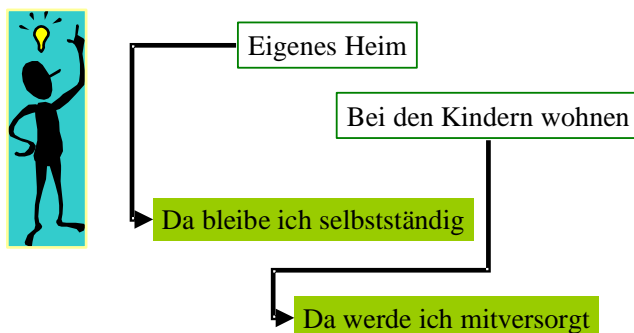 Eigenes Heim
Bei den Kindern wohnen
Da bleibe ich selbstständig
Da werde ich mitversorgt